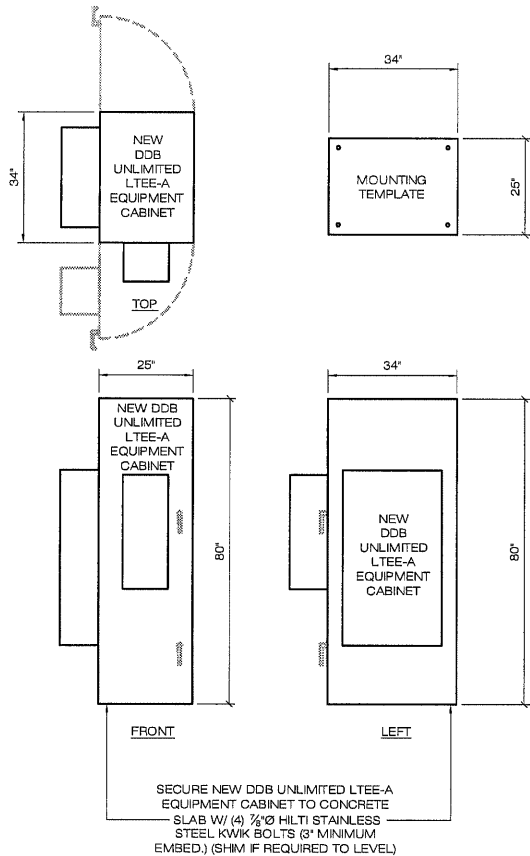 34"
NEW
DDB
UNLIMITED
LTEE-A
EQUIPMENT
CABINET
34"
MOUNTING
TEMPLATE
25"
TOP
25"
NEW DDB
UNLIMITED
LTEE-A
EQUIPMENT
CABINET
80"
FRONT
34"
NEW
DDB
UNLIMITED
LTEE-A
EQUIPMENT
CABINET
80"
LEFT
SECURE NEW DDB UNLIMITED LTEE-A
EQUIPMENT CABINET TO CONCRETE
SLAB W/ (4) ⅞"Ø HILTI STAINLESS
STEEL KWIK BOLTS (3" MINIMUM
EMBED.) (SHIM IF REQUIRED TO LEVEL)